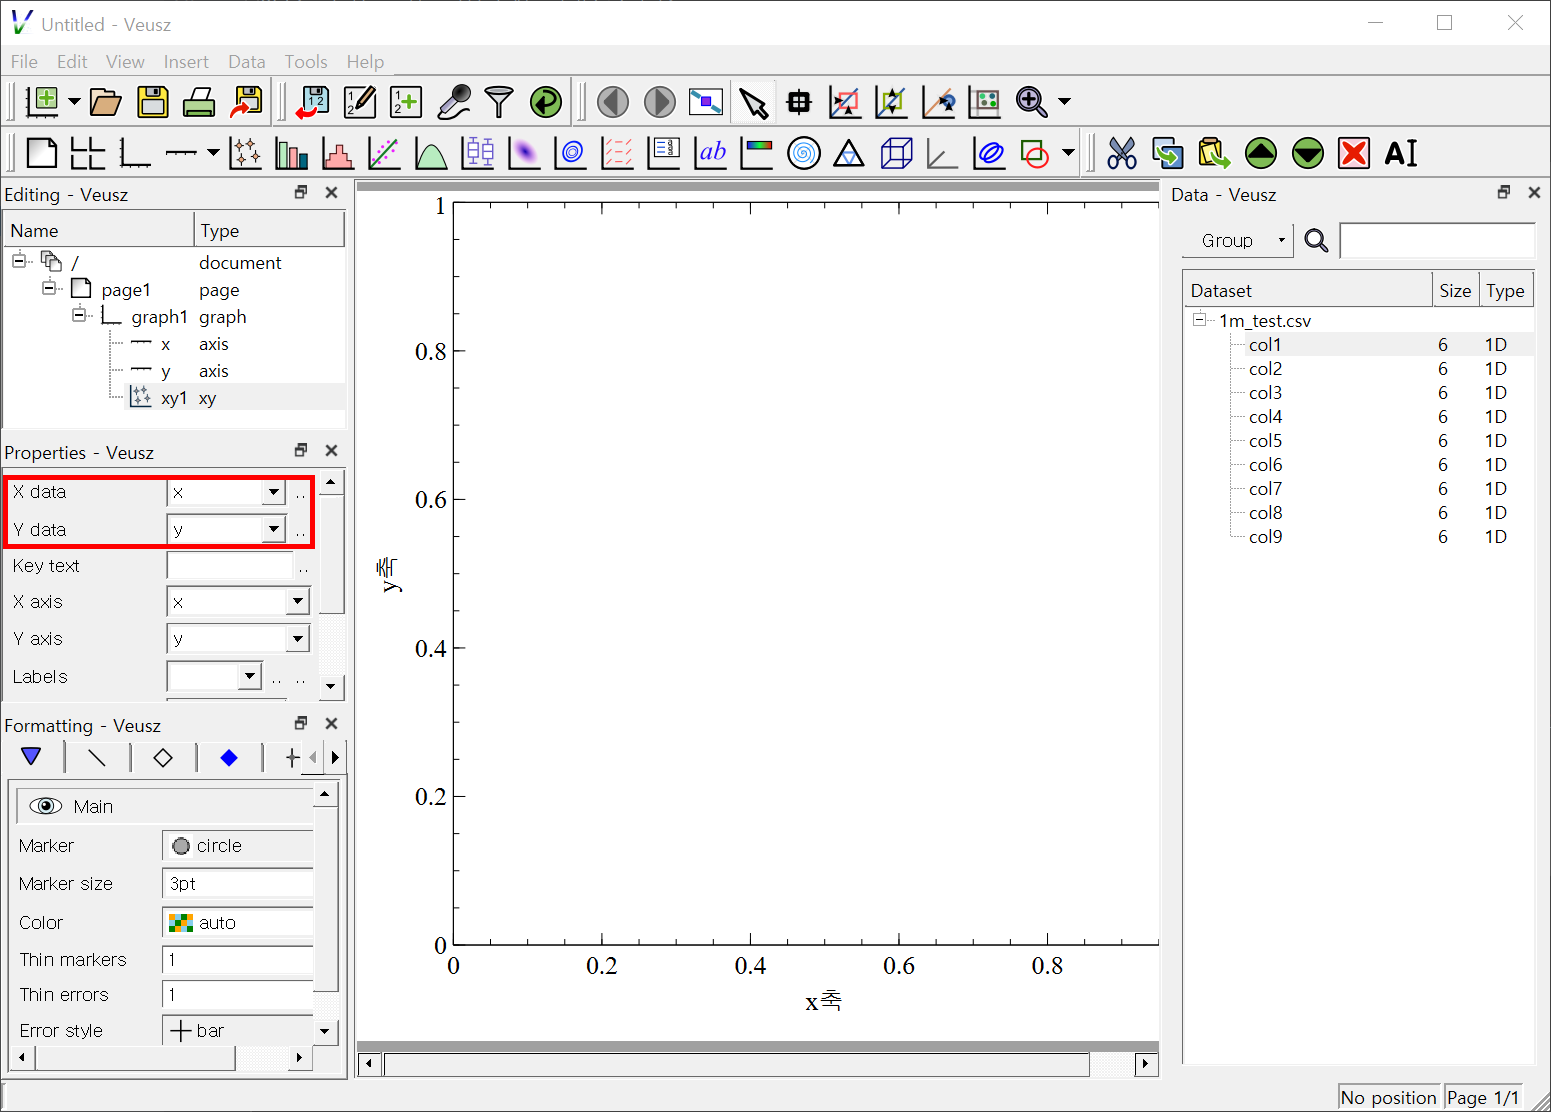 Untitled - Veusz
File Edit View Insert Data Tools Help
Editing - Veusz
Name Type
/ document
page1 page
graph1 graph
x axis
y axis
xy1 xy
Properties - Veusz
X data x ..
Y data y ..
Key text ..
X axis x
Y axis y
Labels .. ..
Formatting - Veusz
Main
Marker circle
Marker size 3pt
Color auto
Thin markers 1
Thin errors 1
Error style bar
1
0.8
0.6
0.4
0.2
0
y축
0 0.2 0.4 0.6 0.8
x축
Data - Veusz
Group
Dataset Size Type
1m_test.csv
col1 6 1D
col2 6 1D
col3 6 1D
col4 6 1D
col5 6 1D
col6 6 1D
col7 6 1D
col8 6 1D
col9 6 1D
No position Page 1/1